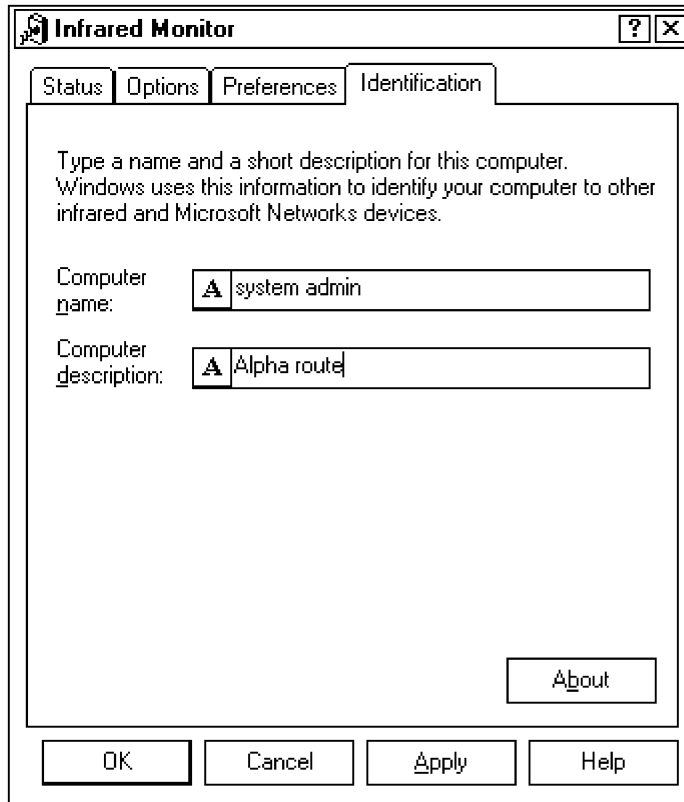 Infrared Monitor
Status Options Preferences Identification
Type a name and a short description for this computer.
Windows uses this information to identify your computer to other
infrared and Microsoft Networks devices.
Computer
name:
A system admin
Computer
description:
A Alpha route
About
OK Cancel Apply Help